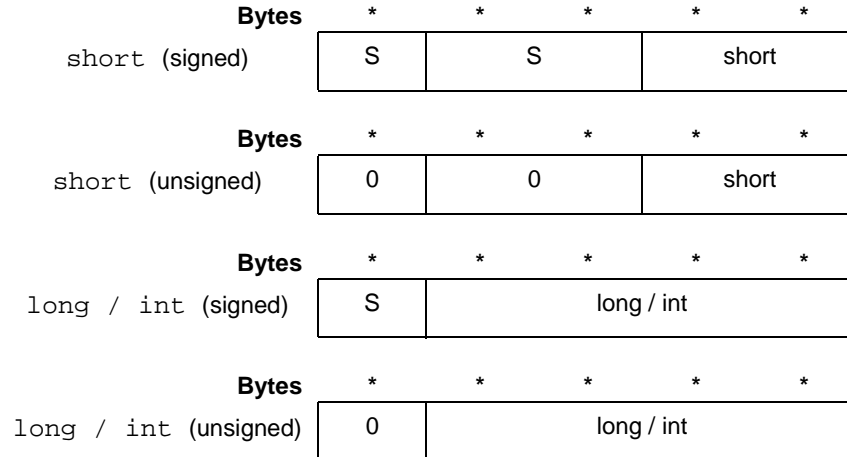 Bytes * * * * *
short (signed) S S short
Bytes * * * * *
short (unsigned) 0 0 short
Bytes * * * * *
long / int (signed) S long / int
Bytes * * * * *
long / int (unsigned) 0 long / int